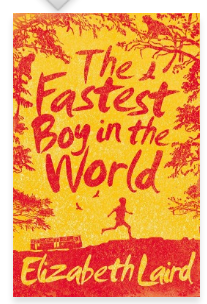 The
Fastest
Boy in the
World
Elizabeth Laird